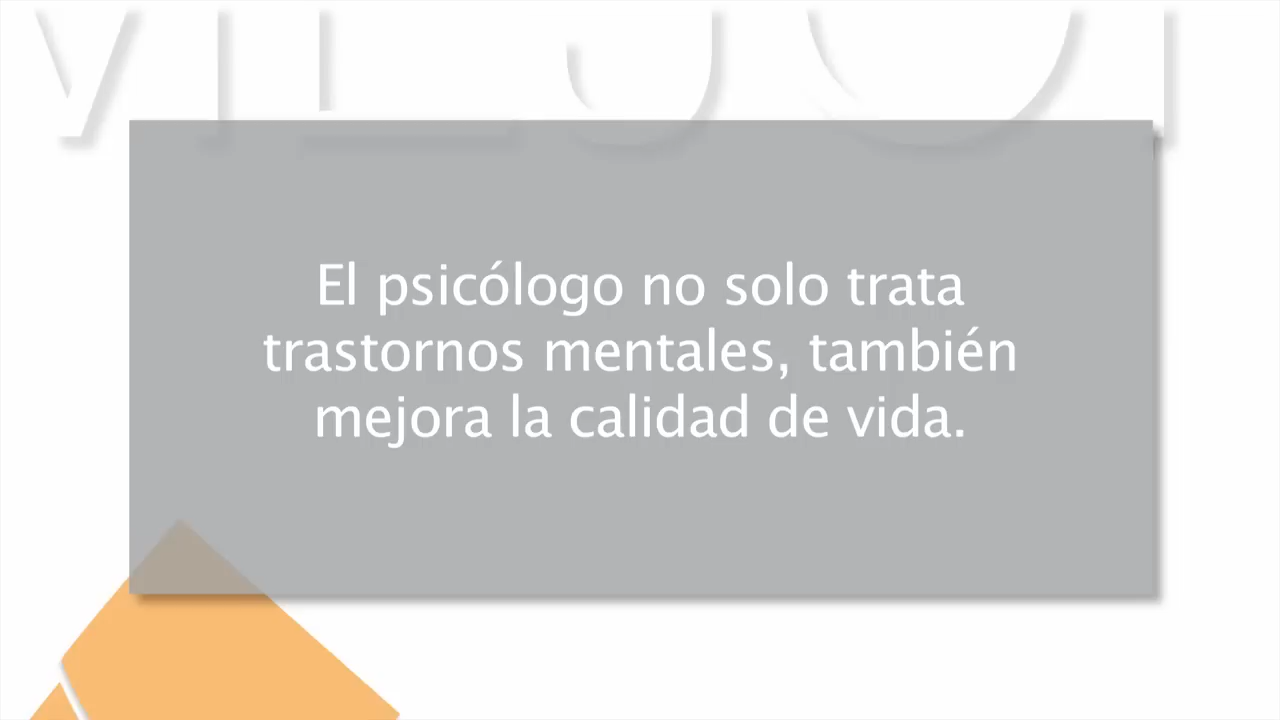 El psicólogo no solo trata
trastornos mentales, también
mejora la calidad de vida.